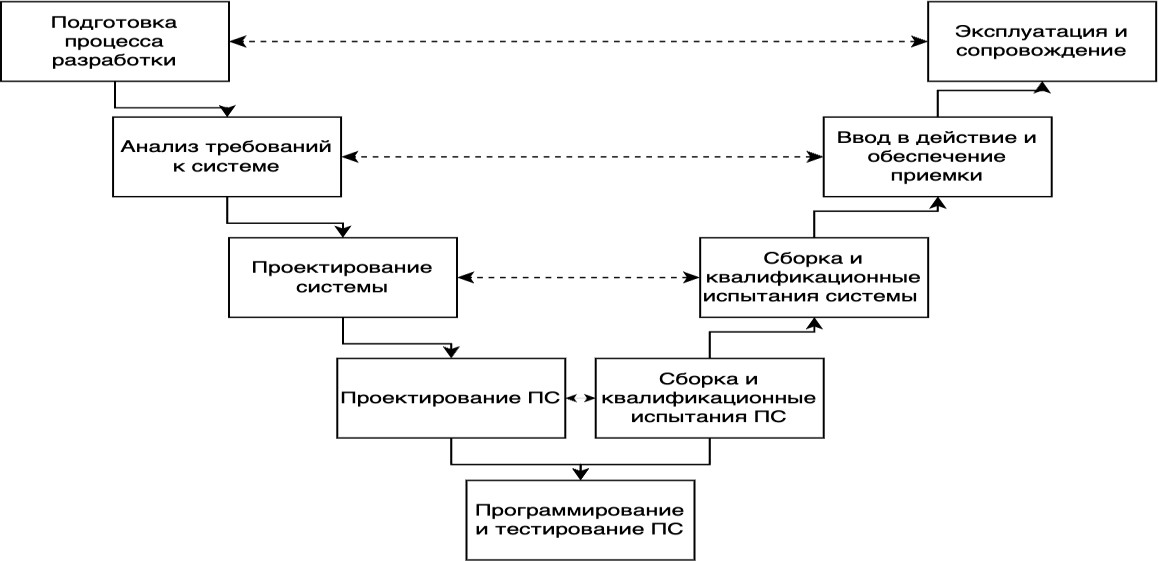 Подготовка
процесса
разработки
Эксплуатация и
сопровождение
Анализ требований
к системе
Ввод в действие и
обеспечение
приемки
Проектирование
системы
Сборка и
квалификационные
испытания системы
Проектирование ПС
Сборка и
квалификационные
испытания ПС
Программирование
и тестирование ПС